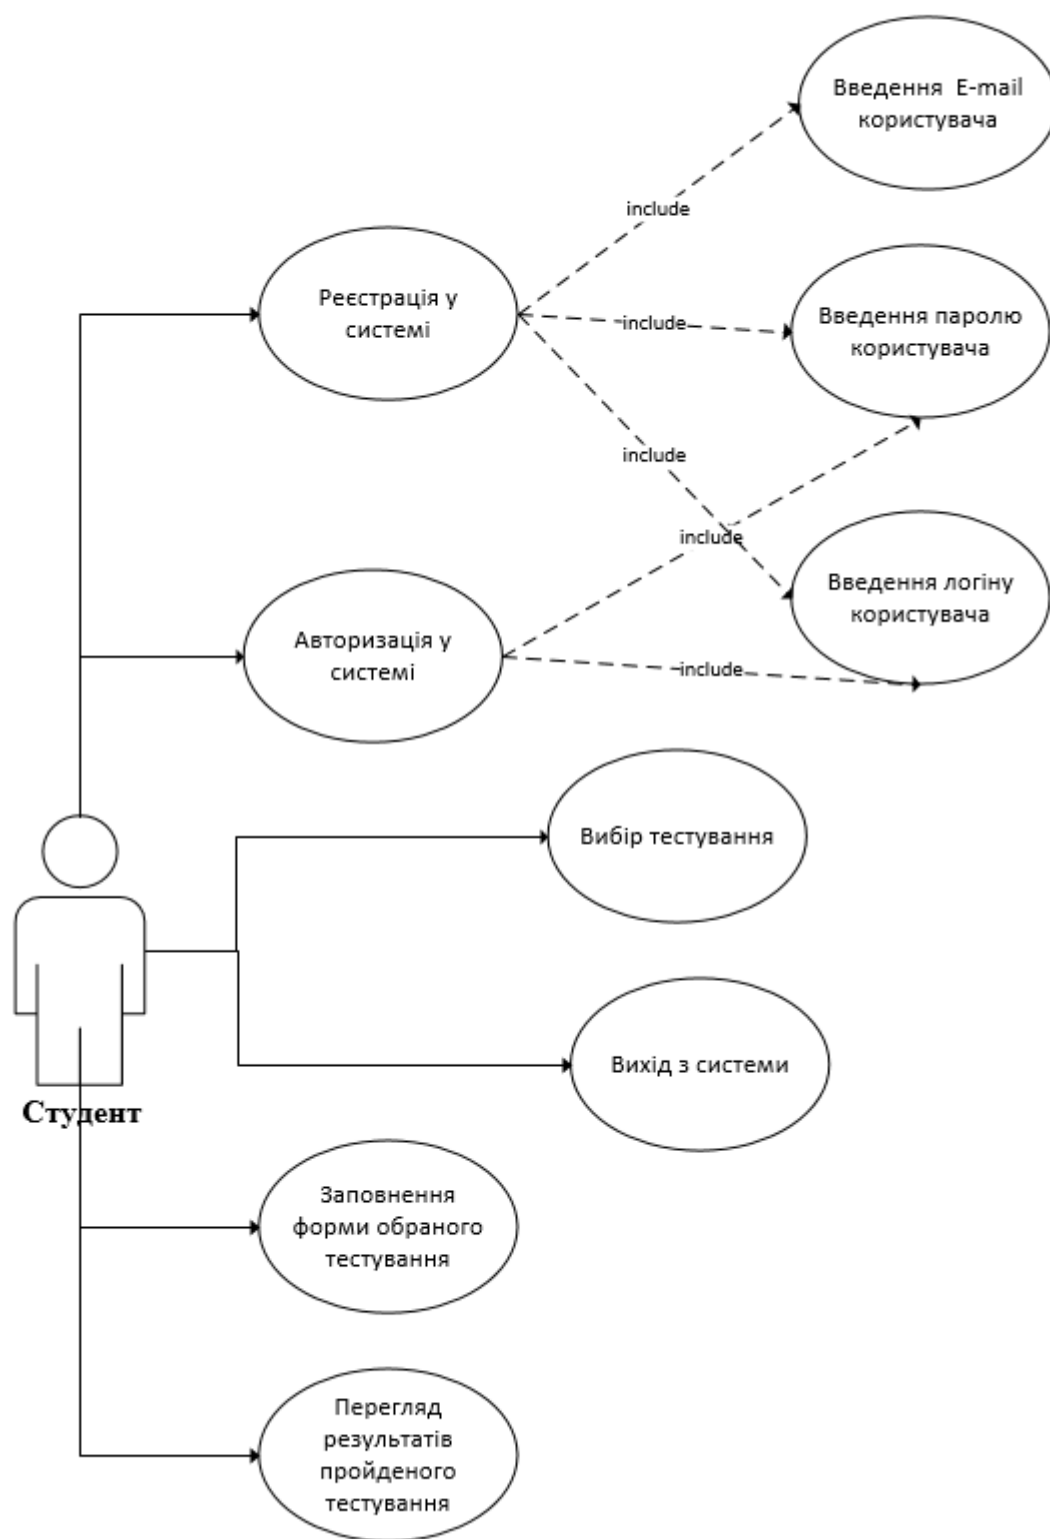 Введення E-mail
користувача
include
Реєстрація у
системі
include
Введення паролю
користувача
include
include
Введення логіну
користувача
Авторизація у
системі
include
Вибір тестування
Вихід з системи
Студент
Заповнення
форми обраного
тестування
Перегляд
результатів
пройденого
тестування